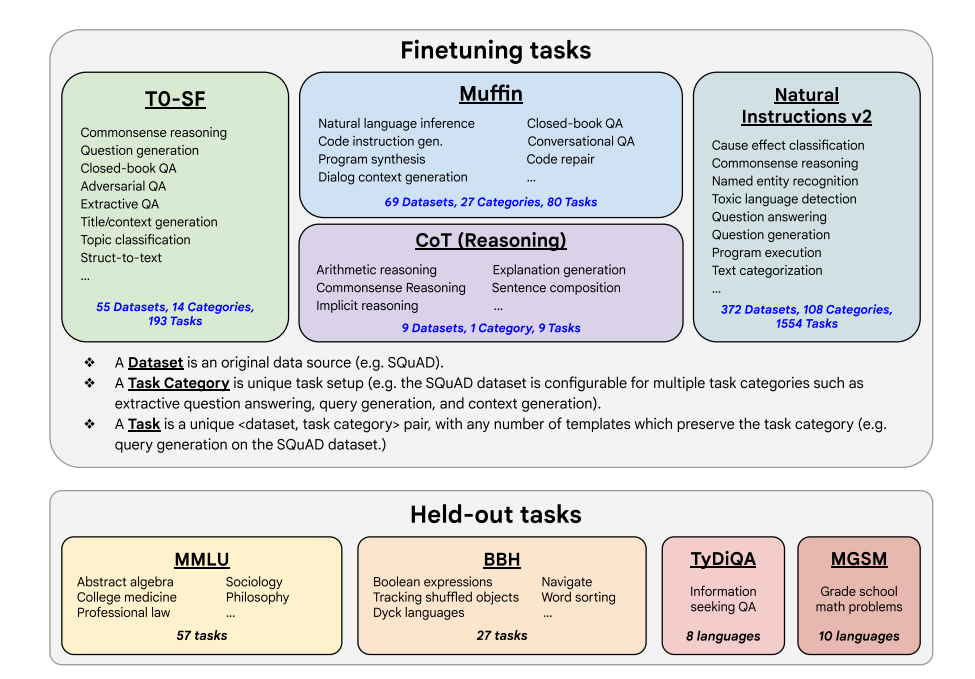 Finetuning tasks
T0-SF
Commonsense reasoning
Question generation
Closed-book QA
Adversarial QA
Extractive QA
Title/context generation
Topic classification
Struct-to-text
...
55 Datasets, 14 Categories,
193 Tasks
Muffin
Natural language inference
Code instruction gen.
Program synthesis
Dialog context generation
Closed-book QA
Conversational QA
Code repair
...
69 Datasets, 27 Categories, 80 Tasks
CoT (Reasoning)
Arithmetic reasoning
Commonsense Reasoning
Implicit reasoning
Explanation generation
Sentence composition
...
9 Datasets, 1 Category, 9 Tasks
Natural
Instructions v2
Cause effect classification
Commonsense reasoning
Named entity recognition
Toxic language detection
Question answering
Question generation
Program execution
Text categorization
...
372 Datasets, 108 Categories,
1554 Tasks
❖ A Dataset is an original data source (e.g. SQuAD).
❖ A Task Category is unique task setup (e.g. the SQuAD dataset is configurable for multiple task categories such as
extractive question answering, query generation, and context generation).
❖ A Task is a unique <dataset, task category> pair, with any number of templates which preserve the task category (e.g.
query generation on the SQuAD dataset.)
Held-out tasks
MMLU
Abstract algebra
College medicine
Professional law
Sociology
Philosophy
...
57 tasks
BBH
Boolean expressions
Tracking shuffled objects
Dyck languages
Navigate
Word sorting
...
27 tasks
TyDiQA
Information
seeking QA
8 languages
MGSM
Grade school
math problems
10 languages